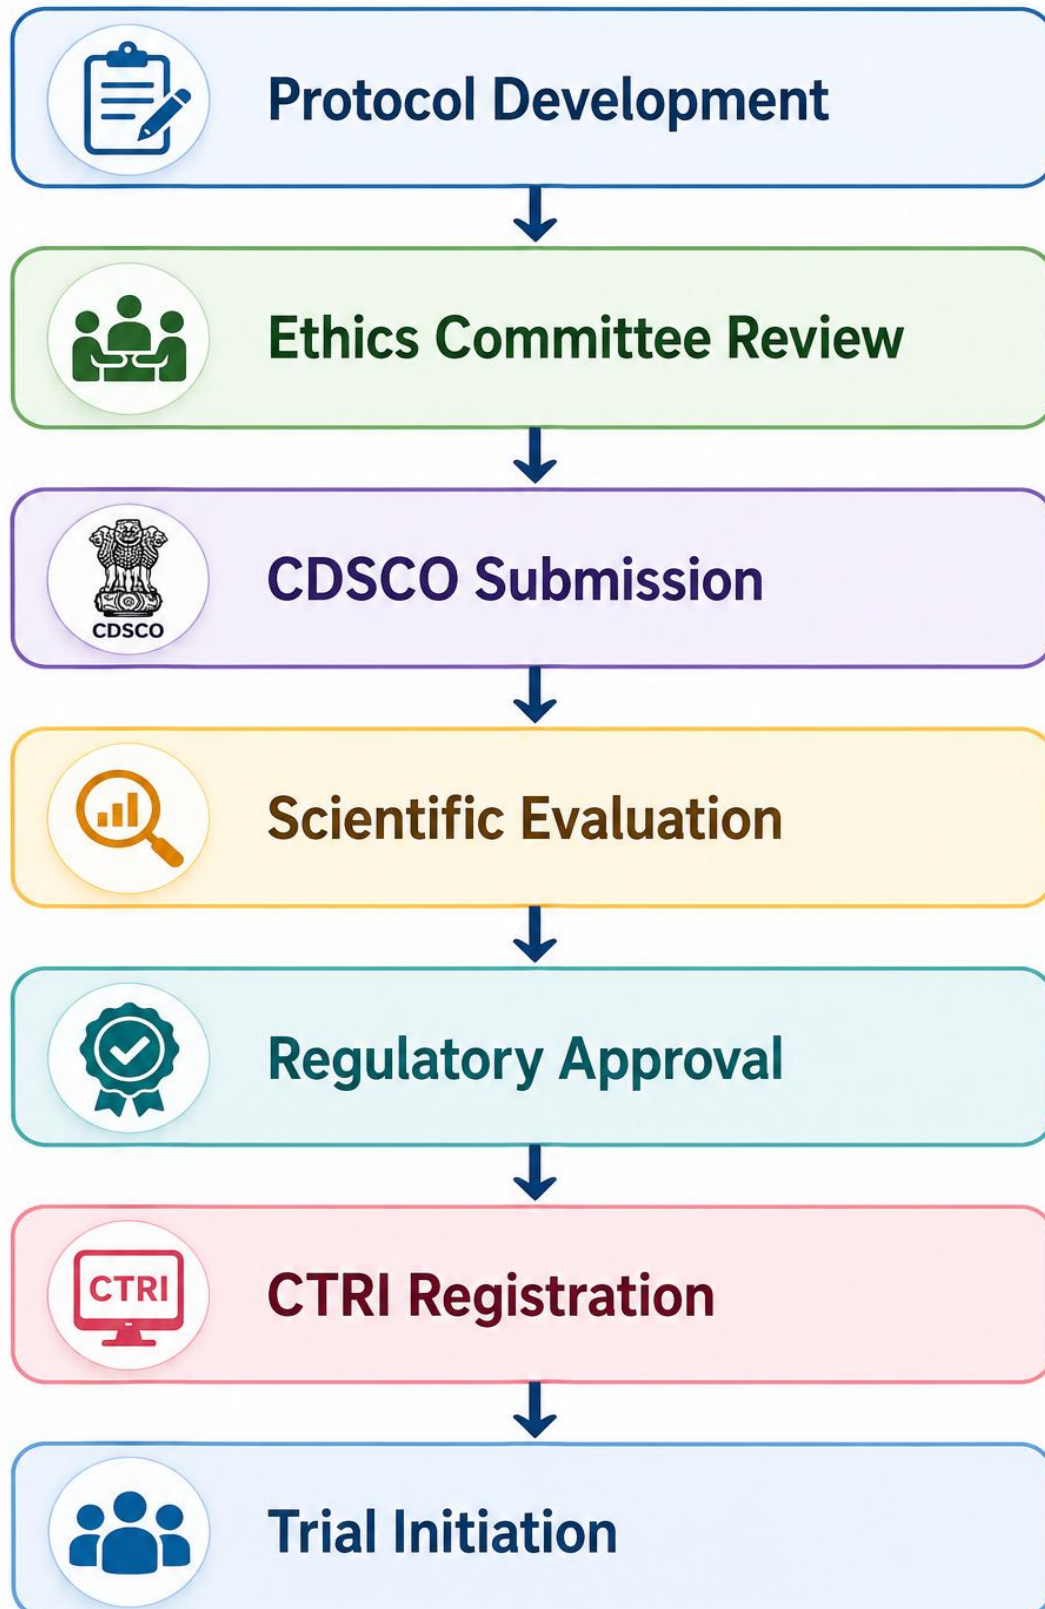 Protocol Development
Ethics Committee Review
CDSCO
CDSCO Submission
Scientific Evaluation
Regulatory Approval
CTRI
CTRI Registration
Trial Initiation